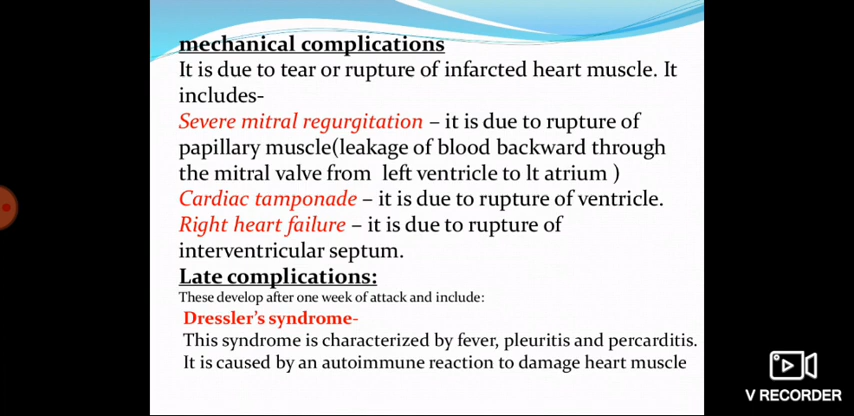 mechanical complications
It is due to tear or rupture of infarcted heart muscle. It
includes-
Severe mitral regurgitation – it is due to rupture of
papillary muscle(leakage of blood backward through
the mitral valve from left ventricle to lt atrium )
Cardiac tamponade – it is due to rupture of ventricle.
Right heart failure – it is due to rupture of
interventricular septum.
Late complications:
These develop after one week of attack and include:
Dressler's syndrome-
This syndrome is characterized by fever, pleuritis and percarditis.
It is caused by an autoimmune reaction to damage heart muscle
V RECORDER